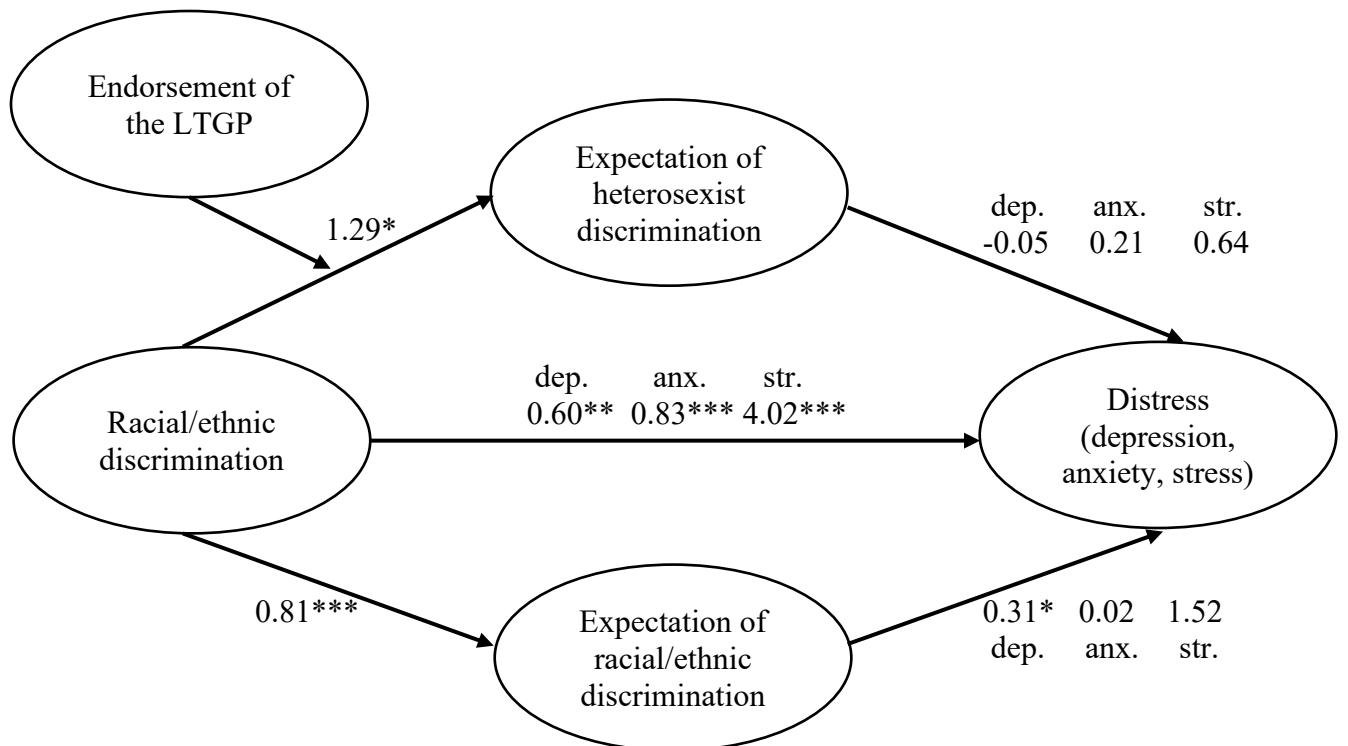 Endorsement of
the LTGP
Expectation of
heterosexist
discrimination
1.29*
dep. anx. str.
-0.05 0.21 0.64
Racial/ethnic
discrimination
dep. anx. str.
0.60** 0.83*** 4.02***
Distress
(depression,
anxiety, stress)
0.81***
Expectation of
racial/ethnic
discrimination
0.31* 0.02 1.52
dep. anx. str.